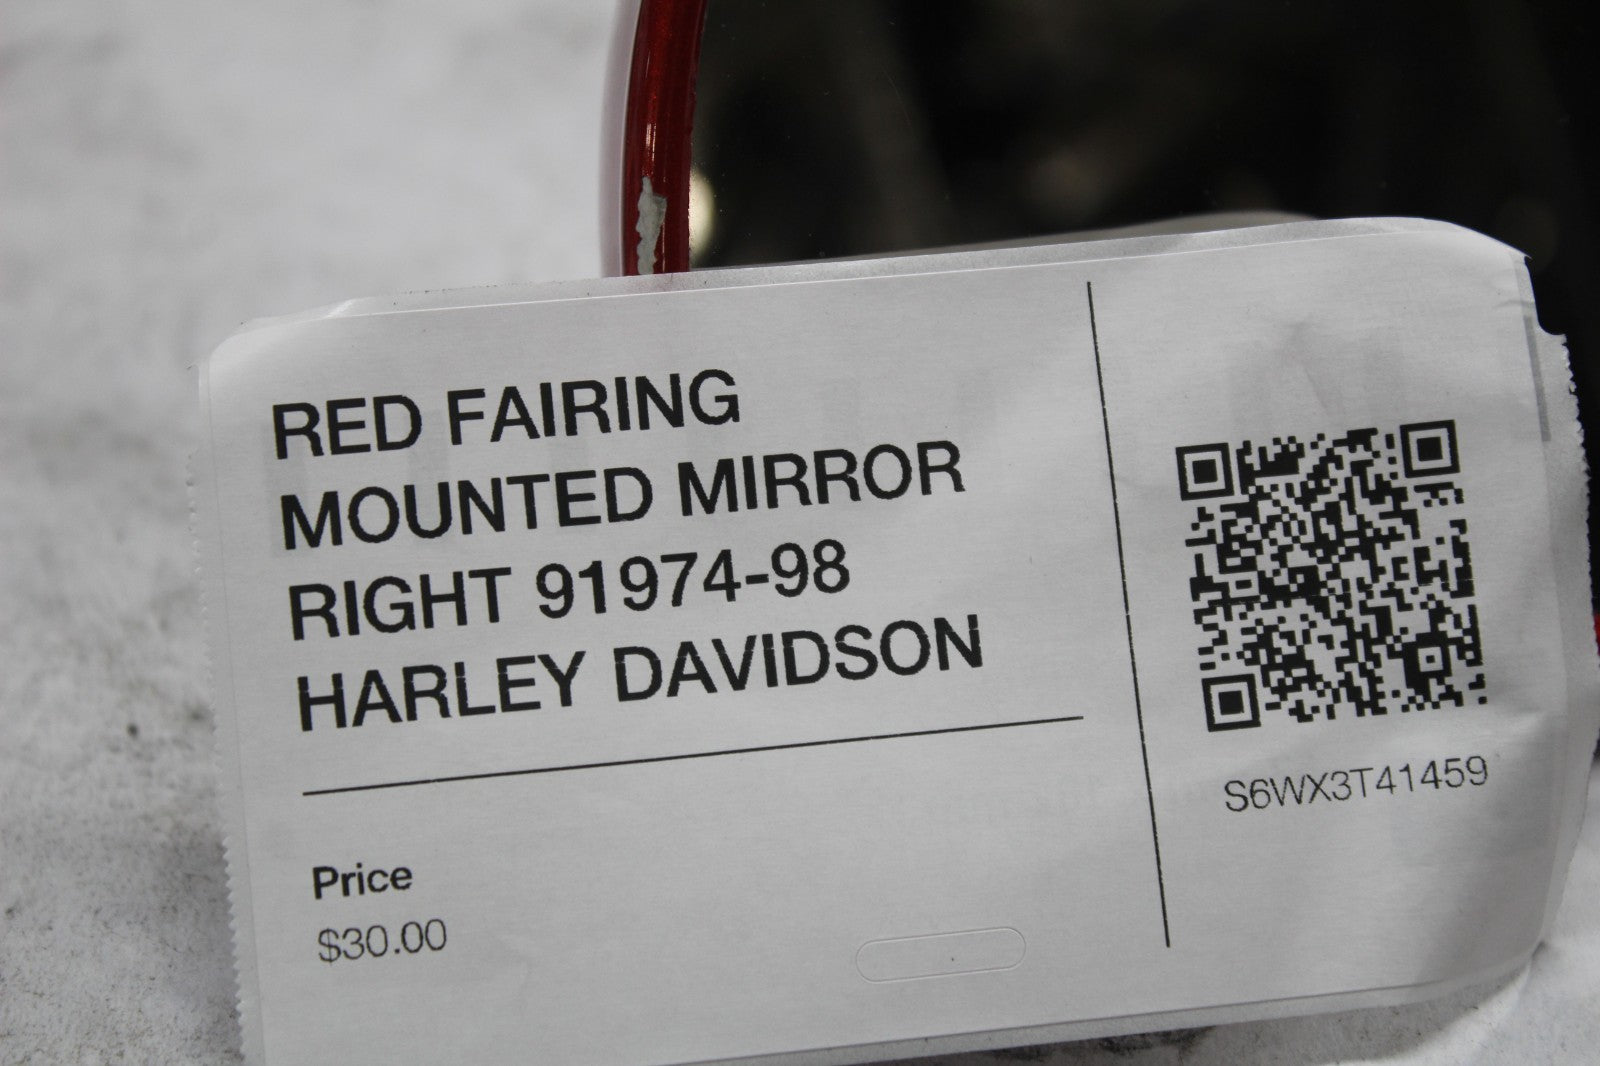 RED FAIRING
MOUNTED MIRROR
RIGHT 91974-98
HARLEY DAVIDSON
Price
$30.00
S6WX3T41459